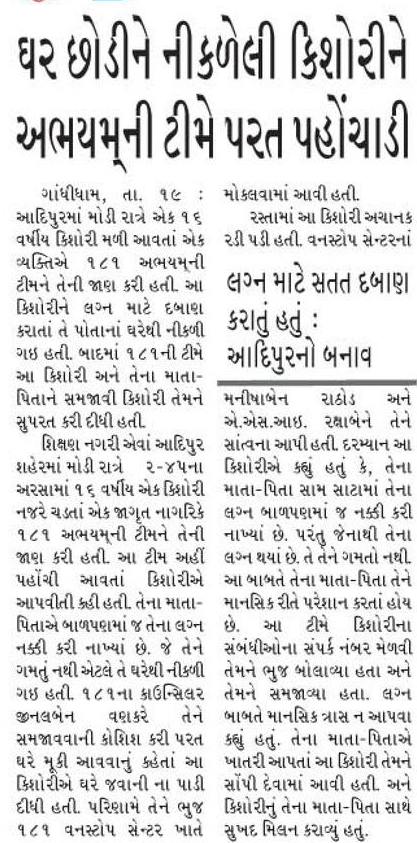 ઘર છોડીને નીકળેલી કિશોરીને
અભયમ્‌ની ટીમે પરત પહોંચાડી
ગાંધીધામ, તા. ૧૯ :
આદિપુરમાં મોડી રાત્રે એક ૧૬
વર્ષીય કિશોરી મળી આવતાં એક
વ્યક્તિએ ૧૮૧ અભયમ્‌ની
ટીમને તેની જાણ કરી હતી. આ
કિશોરીને લગ્ન માટે દબાણ
કરાતાં તે પોતાનાં ઘરેથી નીકળી
ગઇ હતી. બાદમાં ૧૮૧ની ટીમે
આ કિશોરી અને તેના માતા-
પિતાને સમજાવી કિશોરી તેમને
સુપરત કરી દીધી હતી.
શિક્ષણ નગરી એવાં આદિપુર
શહેરમાં મોડી રાત્રે ૨-૪૫ના
અરસામાં ૧૬ વર્ષીય એક કિશોરી
નજરે ચડતાં એક જાગૃત નાગરિકે
૧૮૧ અભયમ્‌ની ટીમને તેની
જાણ કરી હતી. આ ટીમ અહીં
પહોંચી આવતાં કિશોરીએ
આપવીતી કહી હતી. તેના માતા-
પિતાએ બાળપણમાં જ તેના લગ્ન
નક્કી કરી નાખ્યાં છે. જે તેને
ગમતું નથી એટલે તે ઘરેથી નીકળી
ગઇ હતી. ૧૮૧ના કાઉન્સિલર
જીનલબેન વણકરે તેને
સમજાવવાની કોશિશ કરી પરત
ઘરે મૂકી આવવાનું કહેતાં આ
કિશોરીએ ઘરે જવાની ના પાડી
દીધી હતી. પરિણામે તેને ભુજ
૧૮૧ વનસ્ટોપ સેન્ટર ખાતે
મોકલવામાં આવી હતી.
રસ્તામાં આ કિશોરી અચાનક
રડી પડી હતી. વનસ્ટોપ સેન્ટરનાં
લગ્ન માટે સતત દબાણ
કરાતું હતું :
આદિપુરનો બનાવ
મનીષાબેન રાઠોડ અને
એ.એસ.આઇ. રક્ષાબેને તેને
સાંત્વના આપી હતી. દરમ્યાન આ
કિશોરીએ કહ્યું હતું કે, તેના
માતા-પિતા સામ સાટામાં તેના
લગ્ન બાળપણમાં જ નક્કી કરી
નાખ્યાં છે. પરંતુ જેનાથી તેના
લગ્ન થયાં છે. તે તેને ગમતો નથી.
આ બાબતે તેના માતા-પિતા તેને
માનસિક રીતે પરેશાન કરતાં હોય
છે. આ ટીમે કિશોરીના
સંબંધીઓના સંપર્ક નંબર મેળવી
તેમને ભુજ બોલાવ્યા હતા અને
તેમને સમજાવ્યા હતા. લગ્ન
બાબતે માનસિક ત્રાસ ન આપવા
કહ્યું હતું. તેના માતા-પિતાએ
ખાતરી આપતાં આ કિશોરી તેમને
સોંપી દેવામાં આવી હતી. અને
કિશોરીનું તેના માતા-પિતા સાથે
સુખદ મિલન કરાવ્યું હતું.